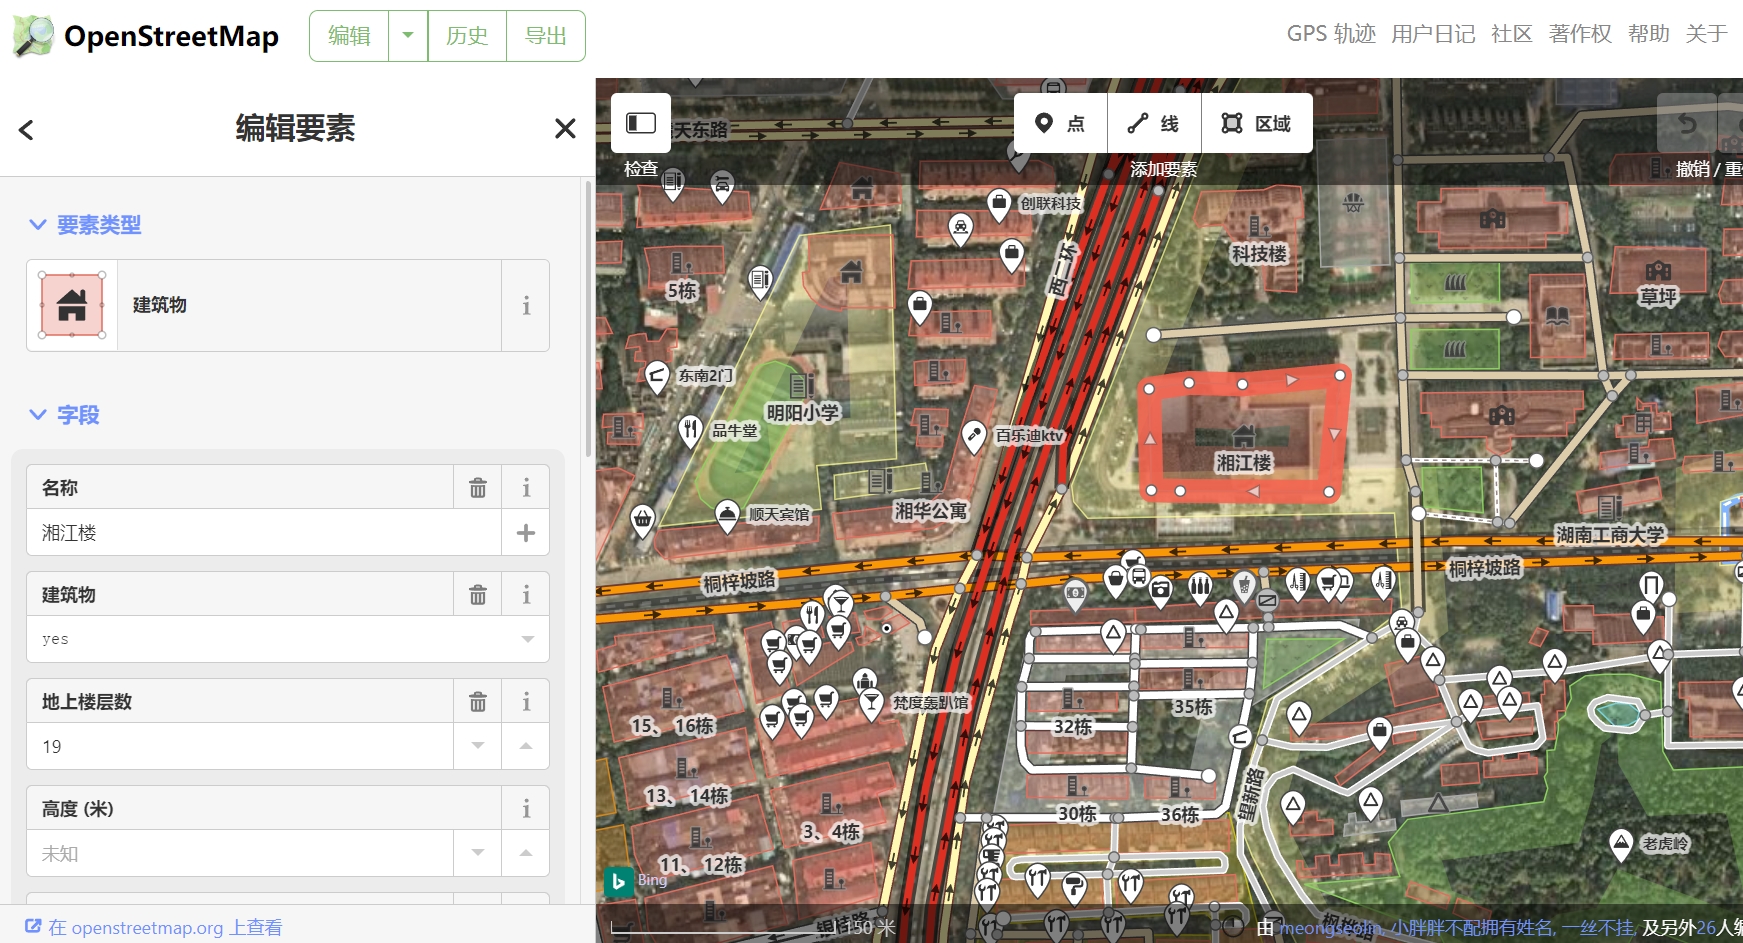 OpenStreetMap
编辑
历史
导出
GPS 轨迹
用户日记
社区
著作权
帮助
关于
编辑要素
要素类型
建筑物
i
字段
名称
i
湘江楼
建筑物
i
yes
地上楼层数
i
19
高度 (米)
i
未知
在 openstreetmap.org 上查看
检查
点
线
区域
添加要素
撤销 / 重
天东路
创联科技
西二环
科技楼
5栋
草坪
东南2门
明阳小学
品牛堂
百乐迪ktv
湘江楼
湘华公寓
顺天宾馆
湖南工商大学
桐梓坡路
桐梓坡路
梵度轰趴馆
15、16栋
32栋
35栋
13、14栋
3、4栋
30栋
36栋
望新路
11、12栋
老虎岭
Bing
150 米
由 meongseolin, 小胖胖不配拥有姓名, 一丝不挂, 及另外26人编